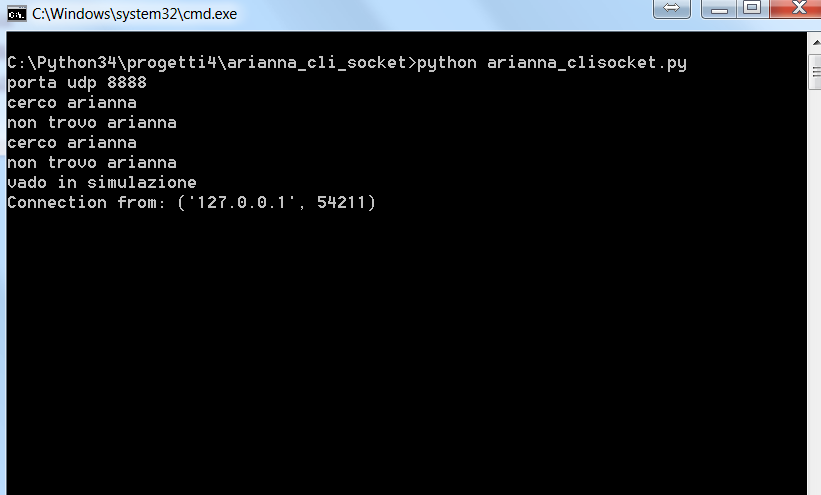 C:\Windows\system32\cmd.exe
C:\Python34\progetti4\arianna_cli_socket>python arianna_clisocket.py
porta udp 8888
cerco arianna
non trovo arianna
cerco arianna
non trovo arianna
vado in simulazione
Connection from: ('127.0.0.1', 54211)